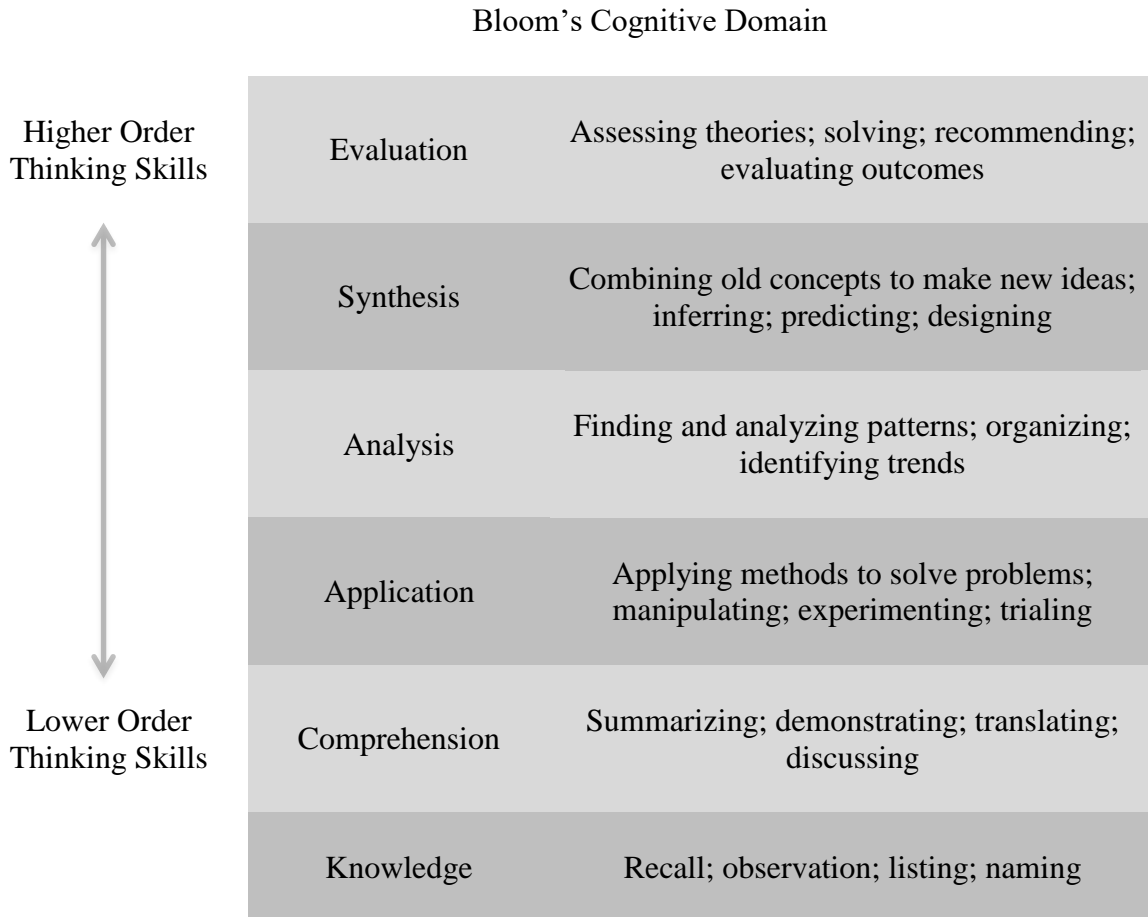 Bloom’s Cognitive Domain
Higher Order
Thinking Skills
Evaluation
Assessing theories; solving; recommending;
evaluating outcomes
Synthesis
Combining old concepts to make new ideas;
inferring; predicting; designing
Analysis
Finding and analyzing patterns; organizing;
identifying trends
Application
Applying methods to solve problems;
manipulating; experimenting; trialing
Lower Order
Thinking Skills
Comprehension
Summarizing; demonstrating; translating;
discussing
Knowledge
Recall; observation; listing; naming